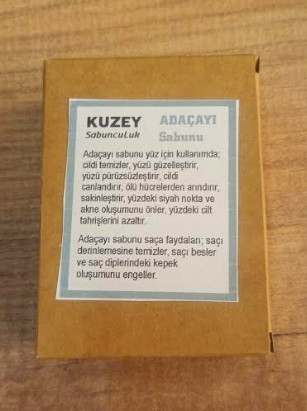 KUZEY ADAÇAYI
SabuncuLuk Sabunu
Adaçayı sabunu yüz için kullanımda;
cildi temizler, yüzü güzelleştirir,
yüzü pürüzsüzleştirir, cildi
canlandırır, ölü hücrelerden arındırır,
sakinleştirir, yüzdeki siyah nokta ve
akne oluşumunu önler, yüzdeki cilt
tahrişlerini azaltır.
Adaçayı sabunu saça faydaları; saçı
derinlemesine temizler, saçı besler
ve saç diplerindeki kepek
oluşumunu engeller.